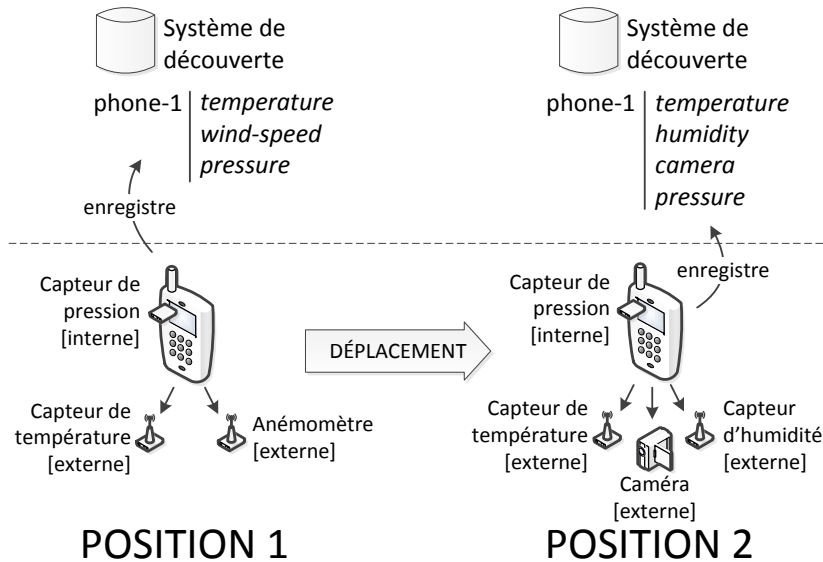 Système de
découverte
phone-1
temperature
wind-speed
pressure
enregistre
Capteur de
pression
[interne]
Capteur de
température
[externe]
Anémomètre
[externe]
POSITION 1
DÉPLACEMENT
Système de
découverte
phone-1
temperature
humidity
camera
pressure
enregistre
Capteur de
pression
[interne]
Capteur de
température
[externe]
Caméra
[externe]
Capteur
d’humidité
[externe]
POSITION 2